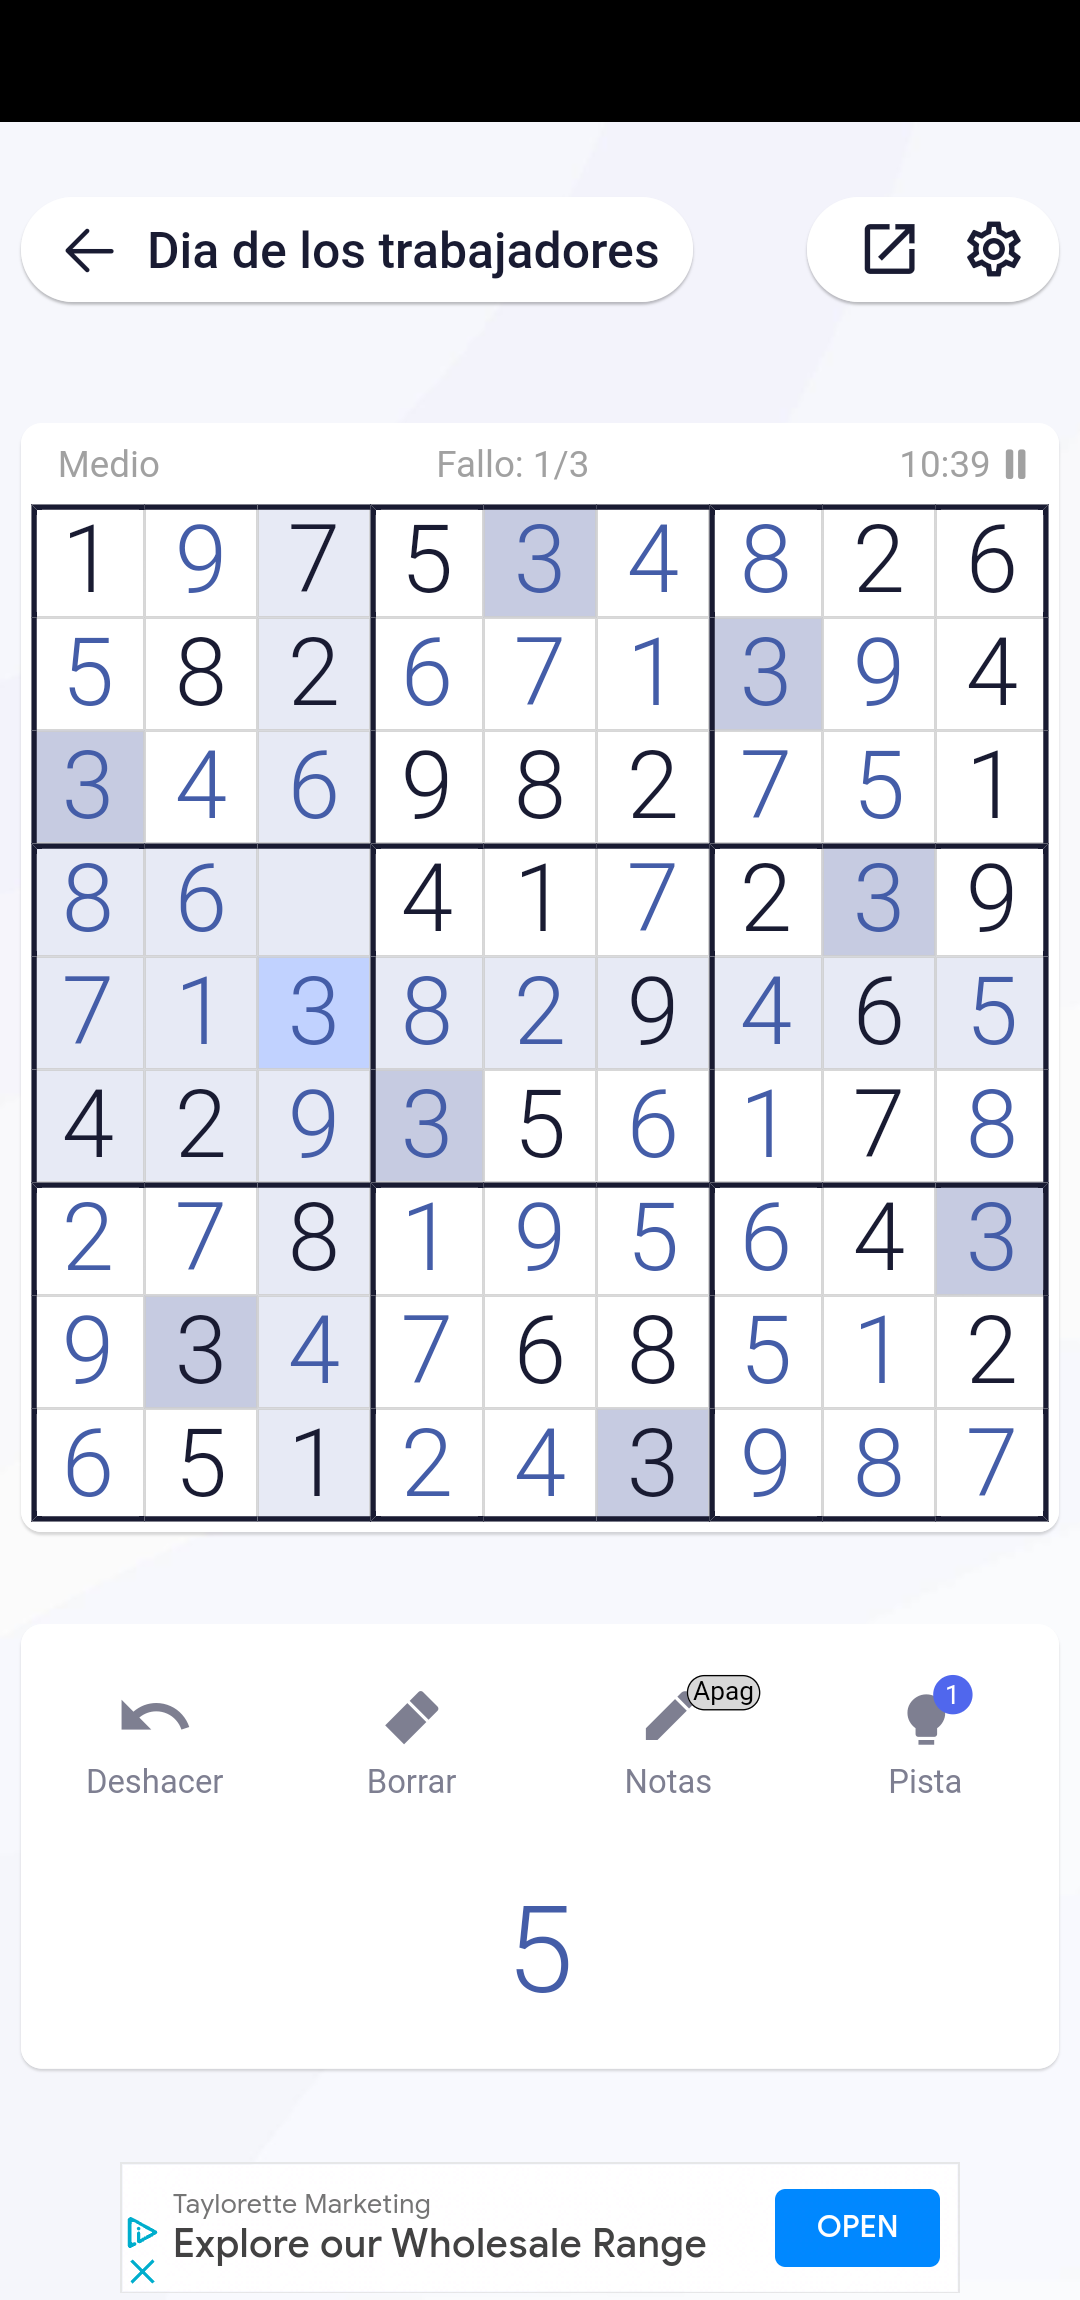 Dia de los trabajadores
Medio Fallo: 1/3 10:39
1 9 7 5 3 4 8 2 6
5 8 2 6 7 1 3 9 4
3 4 6 9 8 2 7 5 1
8 6 4 1 7 2 3 9
7 1 3 8 2 9 4 6 5
4 2 9 3 5 6 1 7 8
2 7 8 1 9 5 6 4 3
9 3 4 7 6 8 5 1 2
6 5 1 2 4 3 9 8 7
Apag 1
Deshacer Borrar Notas Pista
5
Taylorette Marketing
Explore our Wholesale Range
OPEN